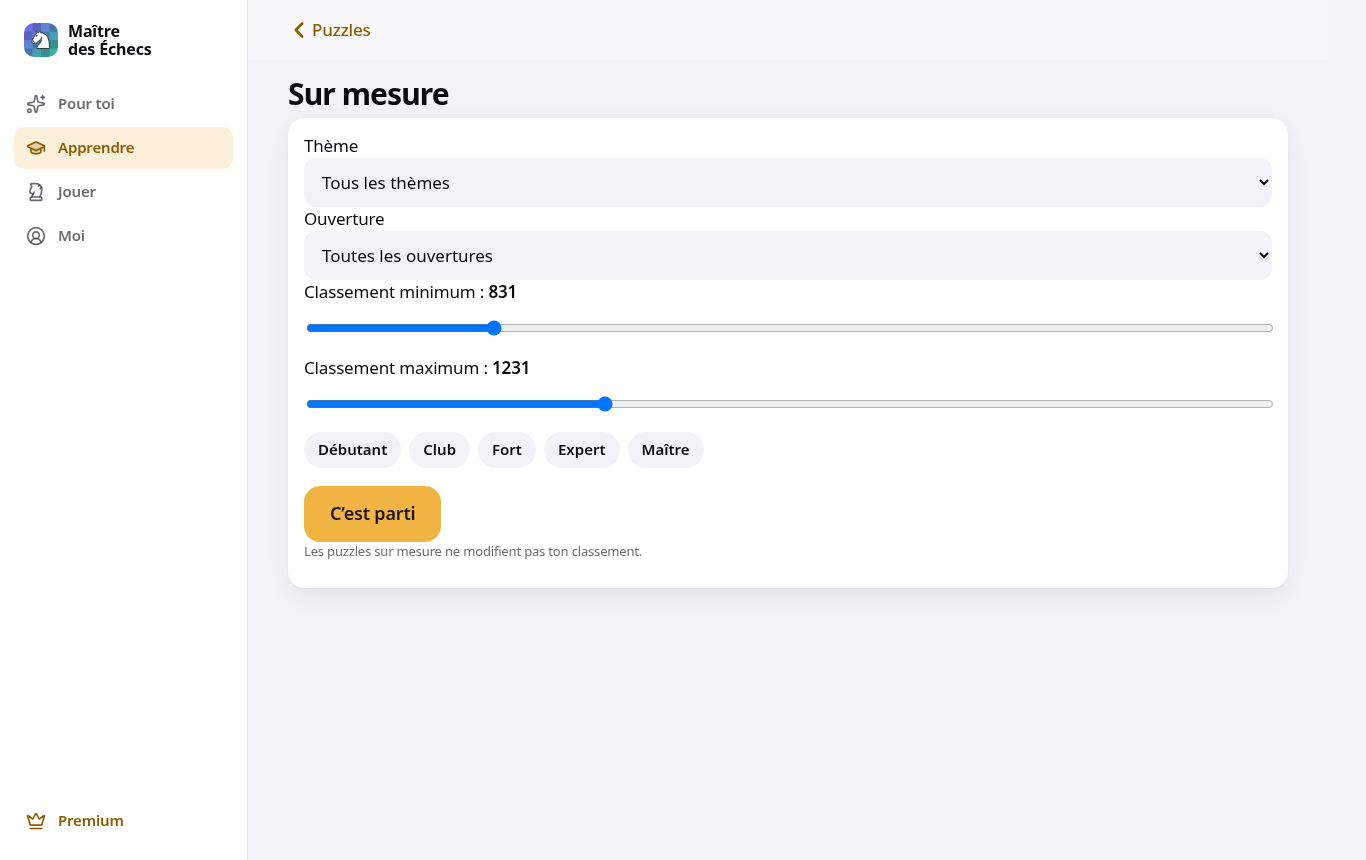 Maître
des Échecs
Pour toi
Apprendre
Jouer
Moi
Premium
Puzzles
Sur mesure
Thème
Tous les thèmes
Ouverture
Toutes les ouvertures
Classement minimum : 831
Classement maximum : 1231
Débutant Club Fort Expert Maître
C’est parti
Les puzzles sur mesure ne modifient pas ton classement.